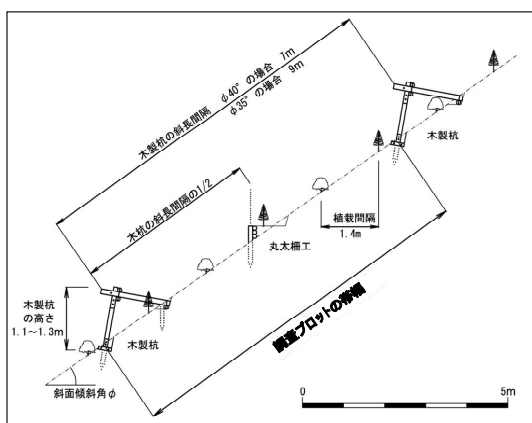 木製杭の斜長間隔 φ40°の場合 7m
φ35°の場合 9m
木杭の斜長間隔の1/2
木製杭
植栽間隔
1.4m
丸太柵工
木製杭
の高さ
1.1～1.3m
木製杭
調査プロットの帯幅
斜面傾斜角φ
0
5m